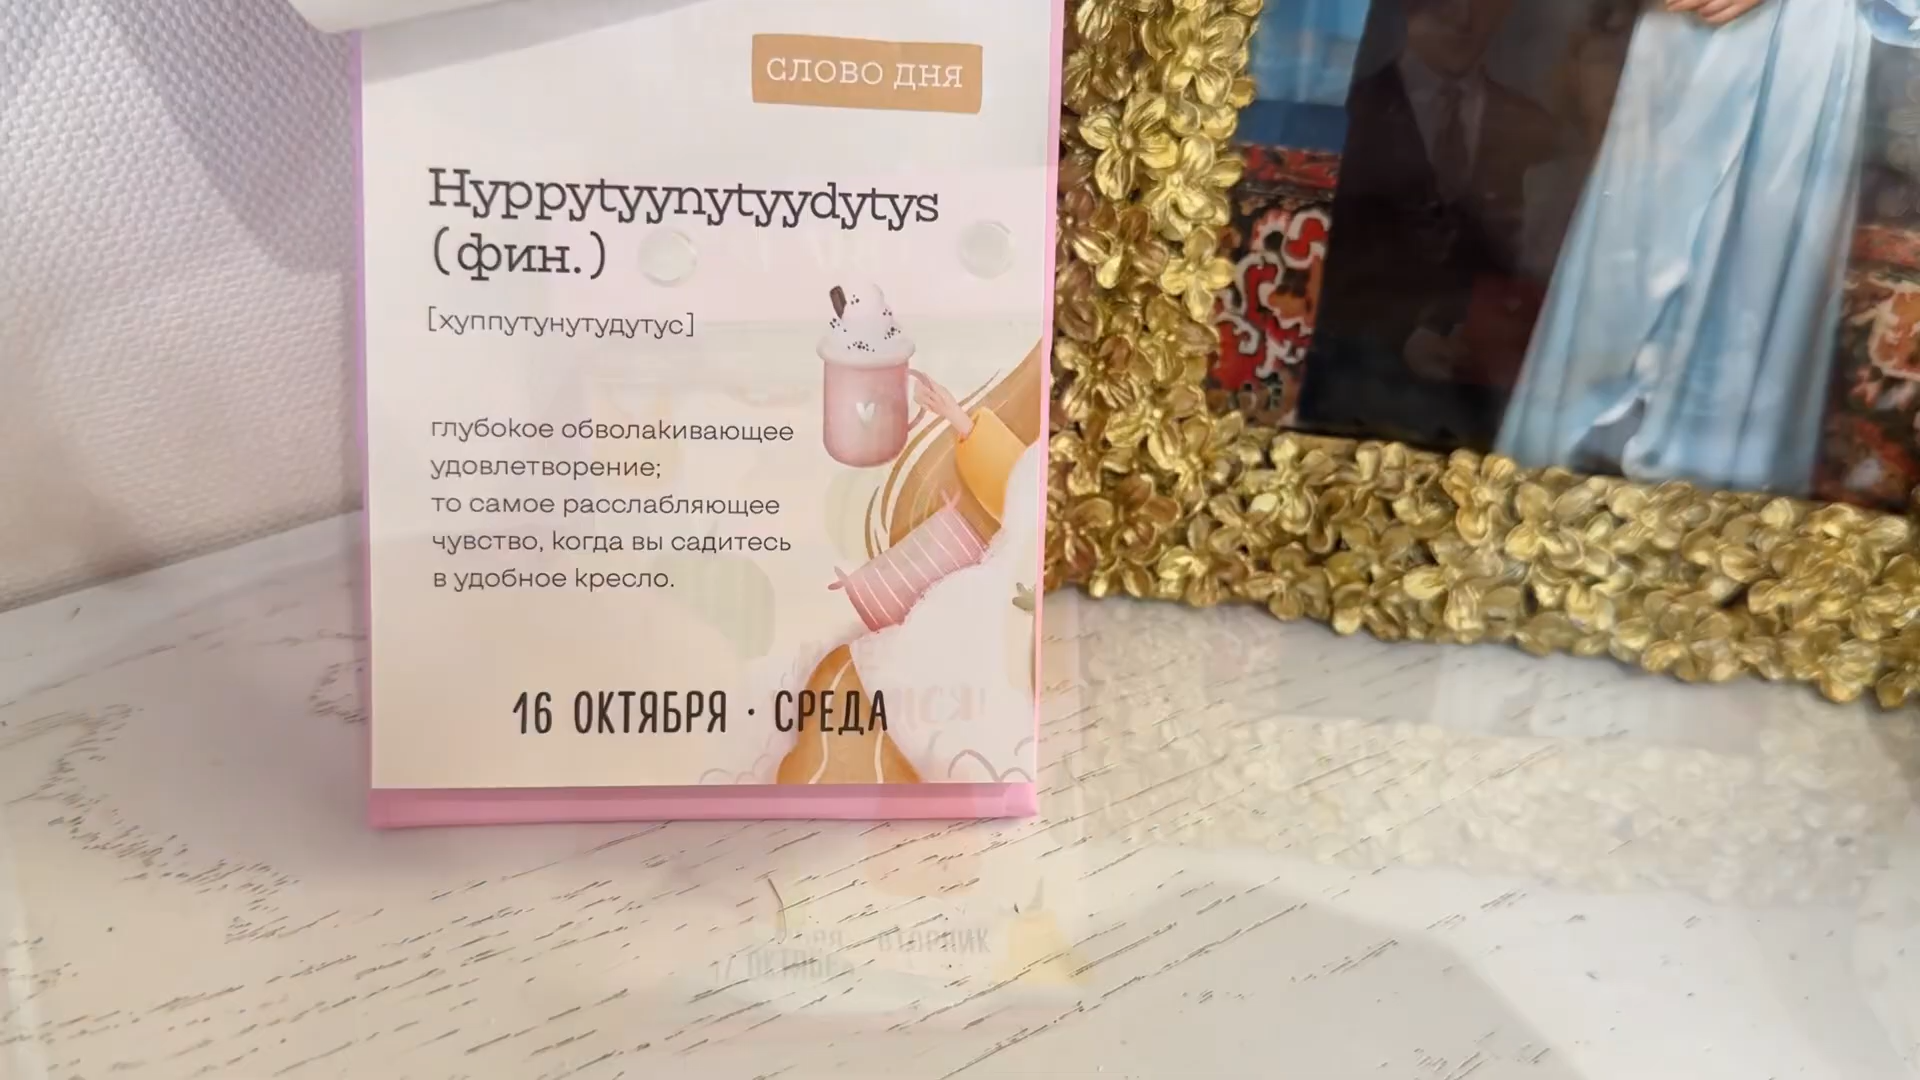 СЛОВО ДНЯ
Hyppytyynytyydytys
(фин.)
[хуппутунутудутус]
глубокое обволакивающее
удовлетворение;
то самое расслабляющее
чувство, когда вы садитесь
в удобное кресло.
16 ОКТЯБРЯ · СРЕДА
ВТОРНИК